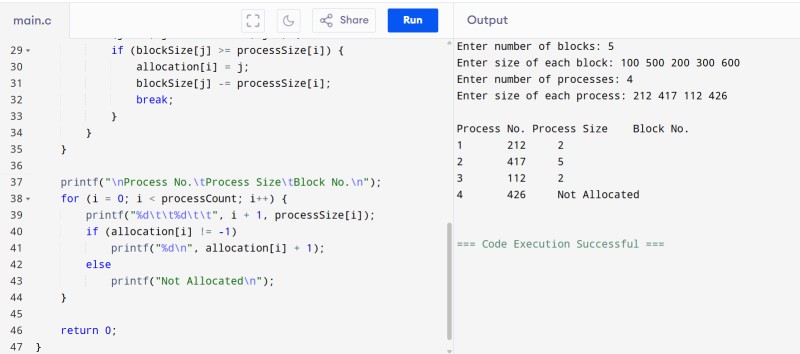 main.c
Share
Run
Output
29
if (blockSize[j] >= processSize[i]) {
30
allocation[i] = j;
31
blockSize[j] -= processSize[i];
32
break;
33
}
34
}
35
}
36
37
printf("\nProcess No.\tProcess Size\tBlock No.\n");
38
for (i = 0; i < processCount; i++) {
39
printf("%d\t\t%d\t\t", i + 1, processSize[i]);
40
if (allocation[i] != -1)
41
printf("%d\n", allocation[i] + 1);
42
else
43
printf("Not Allocated\n");
44
}
45
46
return 0;
47
}
Enter number of blocks: 5
Enter size of each block: 100 500 200 300 600
Enter number of processes: 4
Enter size of each process: 212 417 112 426
Process No. Process Size Block No.
1 212 2
2 417 5
3 112 2
4 426 Not Allocated
=== Code Execution Successful ===